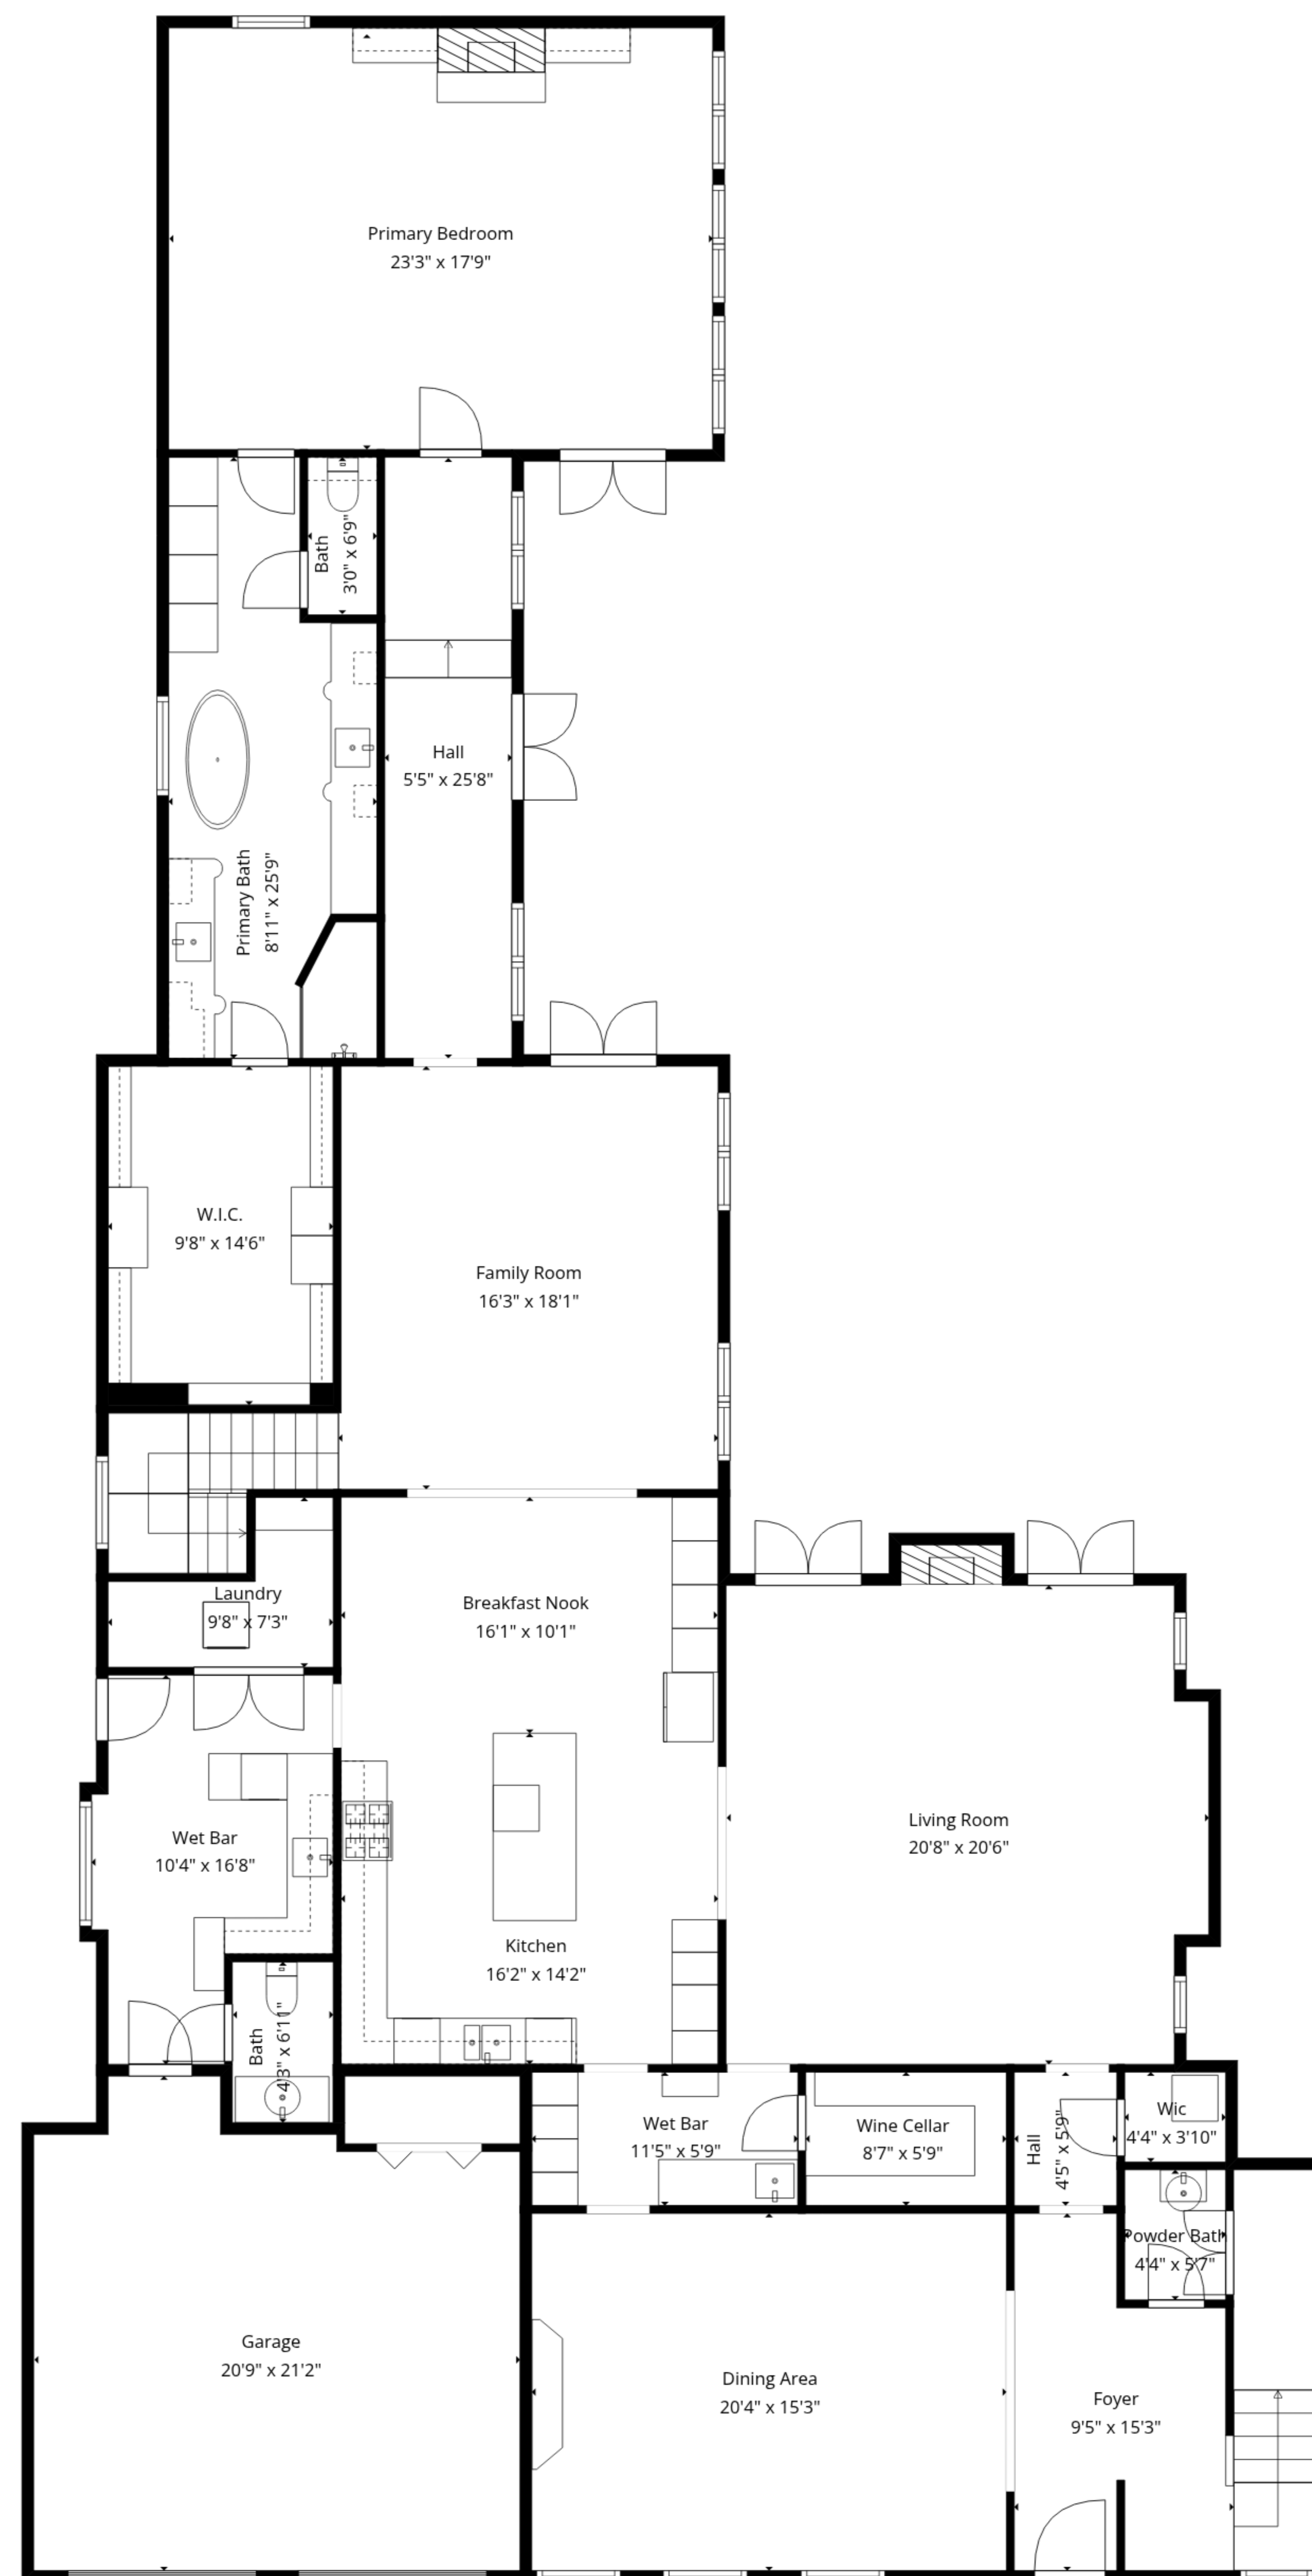 Primary Bedroom
23'3" x 17'9"
Bath
3'0" x 6'9"
Hall
5'5" x 25'8"
Primary Bath
8'11" x 25'9"
W.I.C.
9'8" x 14'6"
Family Room
16'3" x 18'1"
Laundry
9'8" x 7'3"
Breakfast Nook
16'1" x 10'1"
Living Room
20'8" x 20'6"
Wet Bar
10'4" x 16'8"
Kitchen
16'2" x 14'2"
Bath
4'3" x 6'11"
Wet Bar
11'5" x 5'9"
Wine Cellar
8'7" x 5'9"
Hall
4'5" x 5'9"
Wic
4'4" x 3'10"
Powder Bath
4'4" x 5'7"
Garage
20'9" x 21'2"
Dining Area
20'4" x 15'3"
Foyer
9'5" x 15'3"